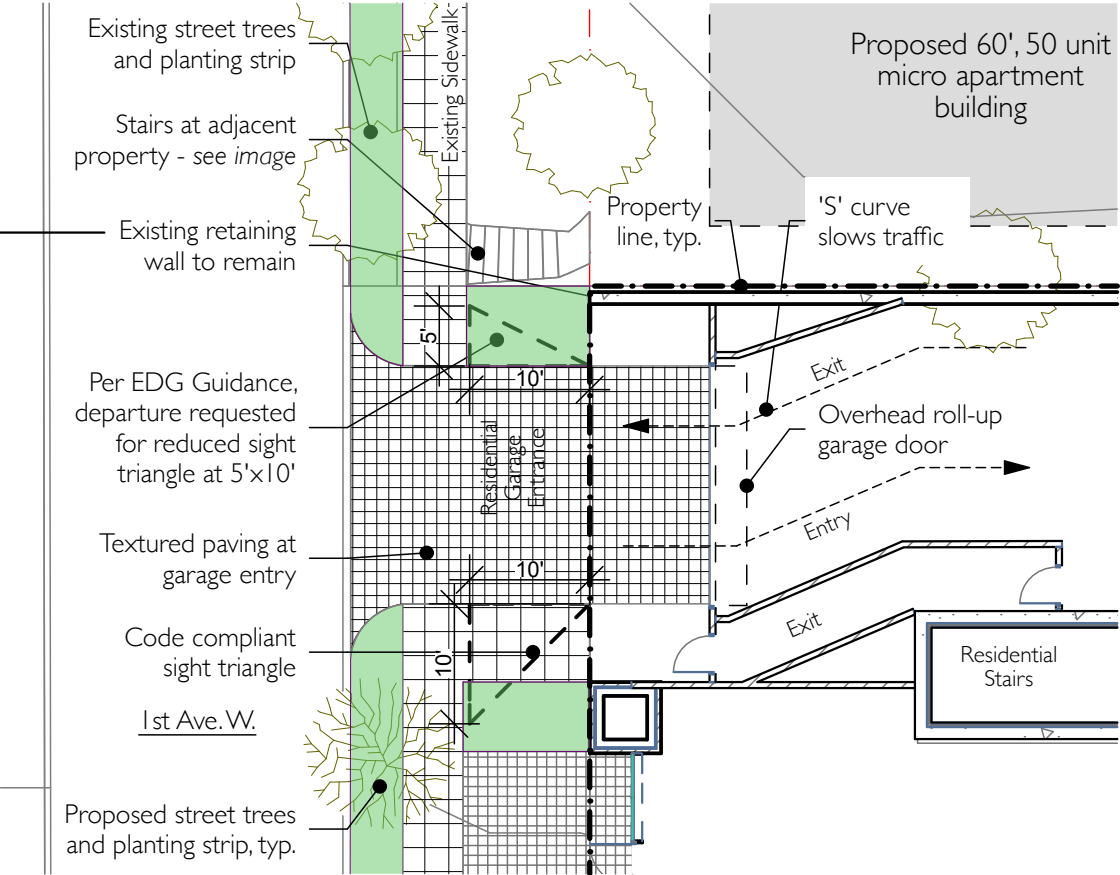 Existing street trees
and planting strip
Existing Sidewalk
Proposed 60', 50 unit
micro apartment
building
Stairs at adjacent
property - see image
Property
line, typ.
'S' curve
slows traffic
Existing retaining
wall to remain
5'
10'
Exit
Per EDG Guidance,
departure requested
for reduced sight
triangle at 5'x10'
Residential
Garage
Entrance
Overhead roll-up
garage door
Entry
Textured paving at
garage entry
10'
Exit
Code compliant
sight triangle
10'
Residential
Stairs
1st Ave. W.
Proposed street trees
and planting strip, typ.